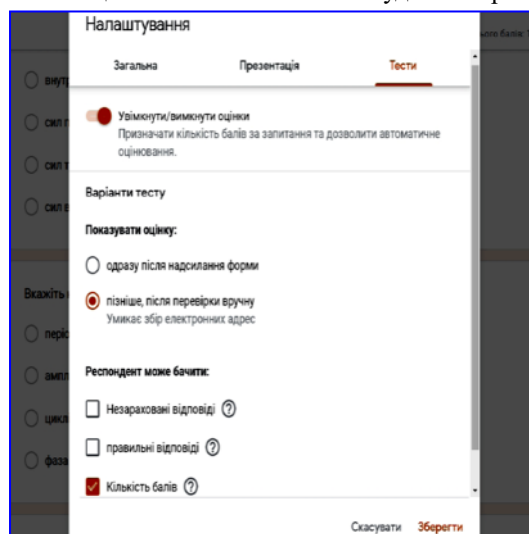 Налаштування
Загальна Презентація Тести
Увімкнути/вимкнути оцінки
Призначати кількість балів за запитання та дозволити автоматичне
оцінювання.
Варіанти тесту
Показувати оцінку:
одразу після надсилання форми
пізніше, після перевірки вручну
Умикає збір електронних адрес
Вкажіть
Респондент може бачити:
Незараховані відповіді
правильні відповіді
Кількість балів
фаза
Скасувати Зберегти